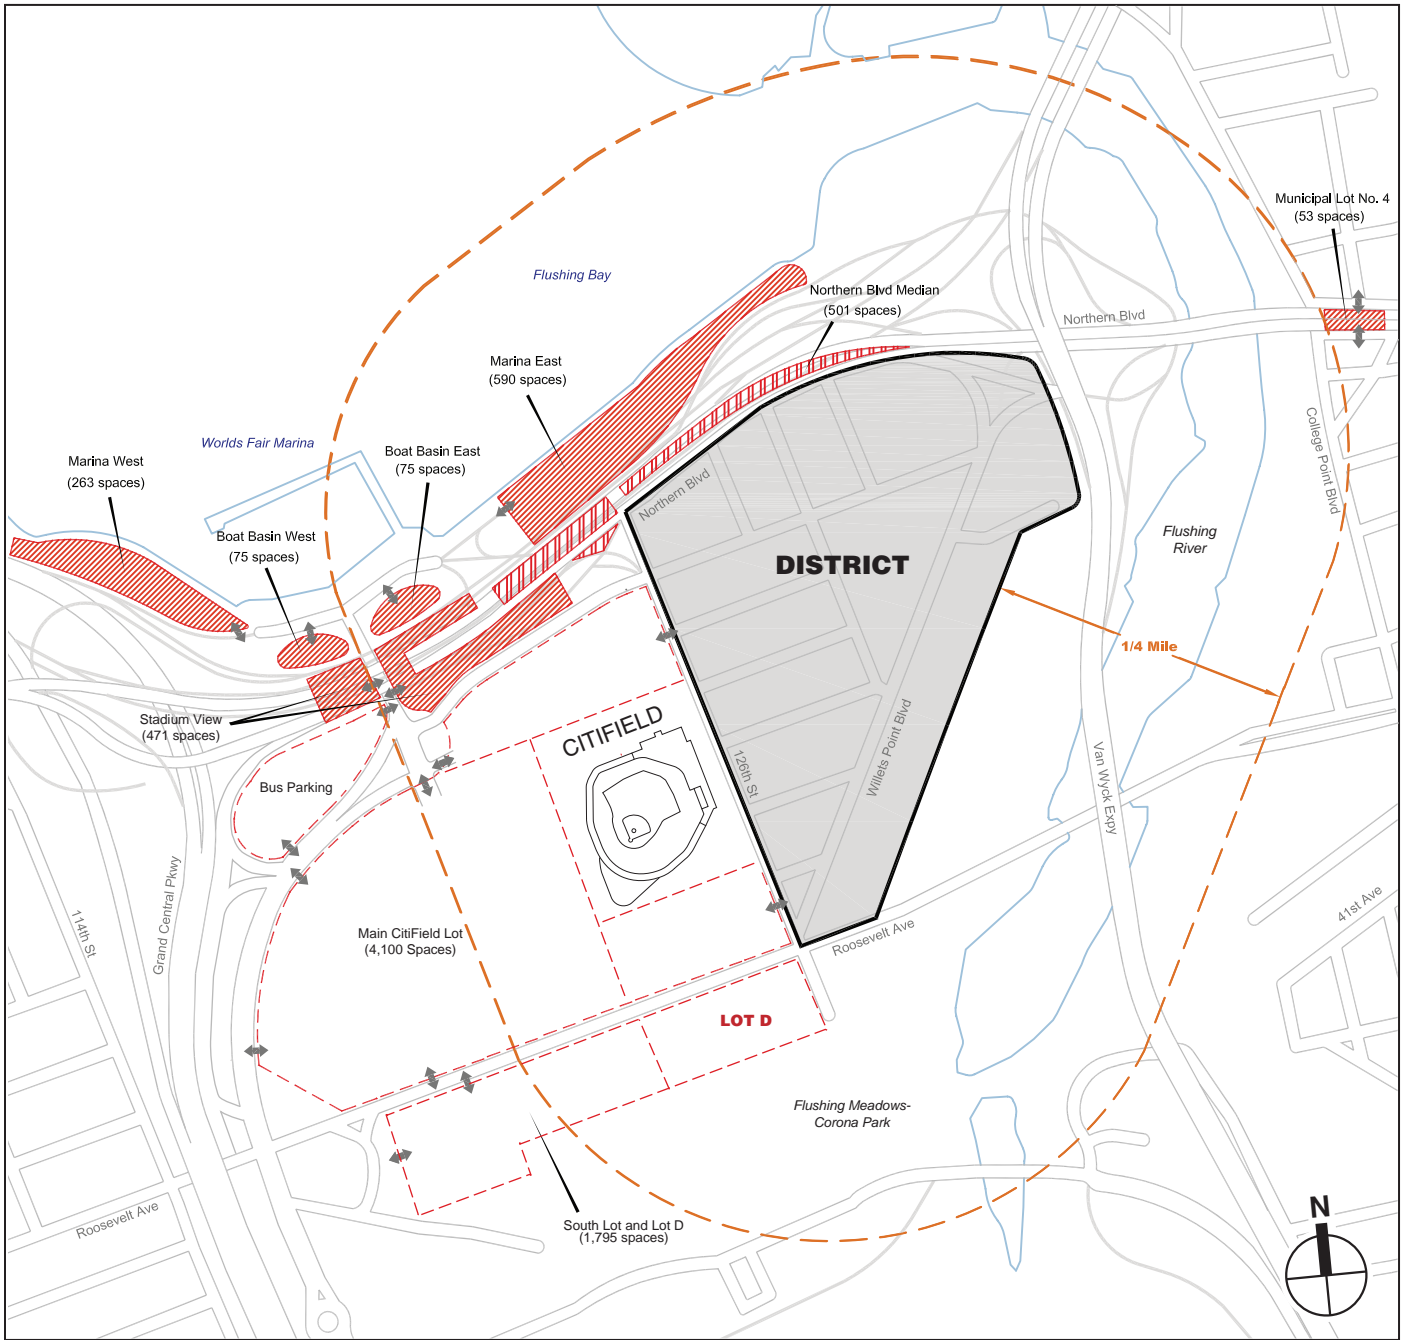 Municipal Lot No. 4
(53 spaces)
Flushing Bay
Northern Blvd Median
(501 spaces)
Northern Blvd
Marina East
(590 spaces)
Worlds Fair Marina
Boat Basin East
(75 spaces)
Marina West
(263 spaces)
College Point Blvd
Northern Blvd
Boat Basin West
(75 spaces)
Flushing
River
DISTRICT
1/4 Mile
Stadium View
(471 spaces)
CITIFIELD
126th St
Willets Point Blvd
Van Wyck Expy
Bus Parking
Grand Central Pkwy
114th St
41st Ave
Main CitiField Lot
(4,100 Spaces)
Roosevelt Ave
LOT D
Flushing Meadows-
Corona Park
Roosevelt Ave
South Lot and Lot D
(1,795 spaces)
N